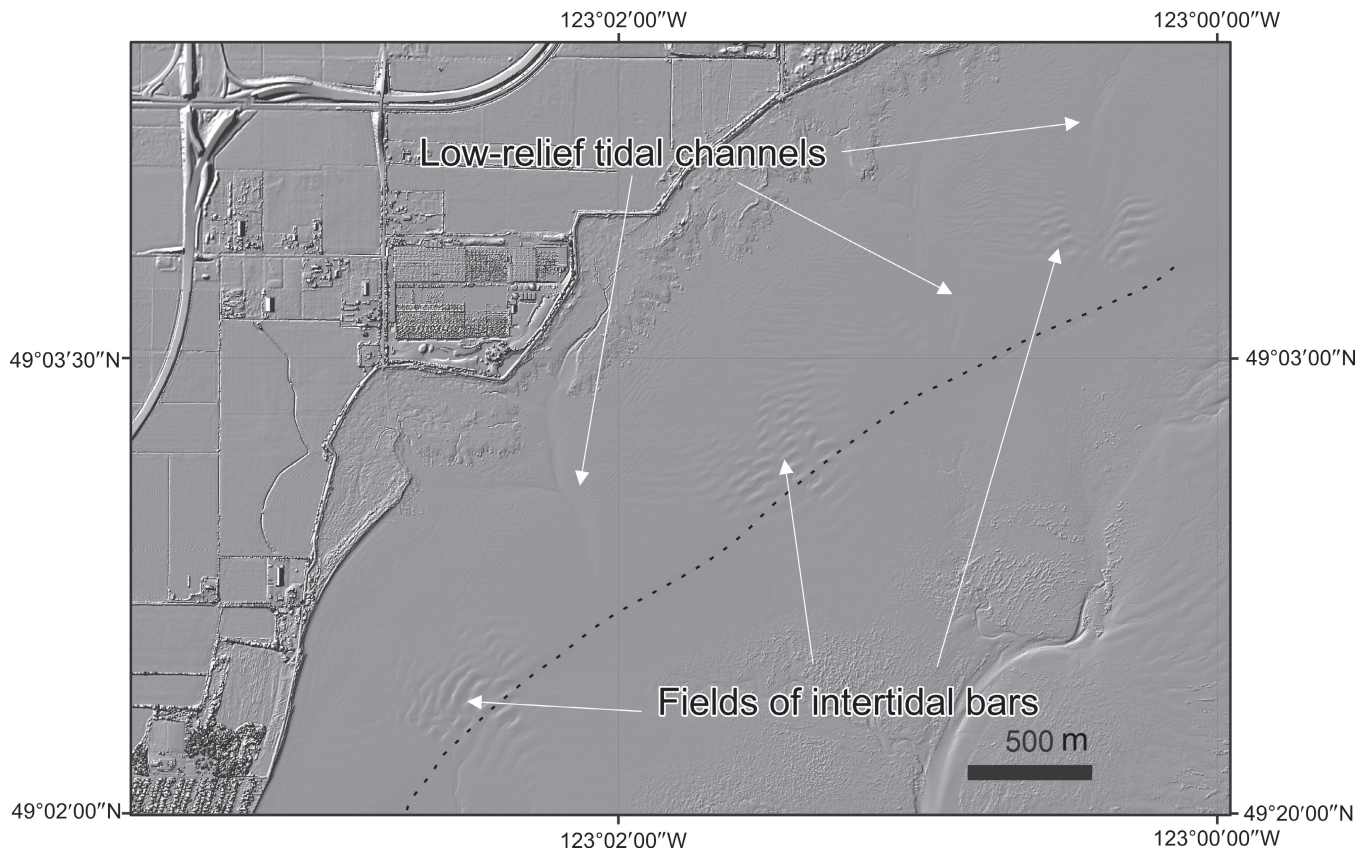 123°02′00″W
123°00′00″W
Low-relief tidal channels
49°03′30″N
49°03′00″N
Fields of intertidal bars
500 m
49°02′00″N
49°20′00″N
123°02′00″W
123°00′00″W